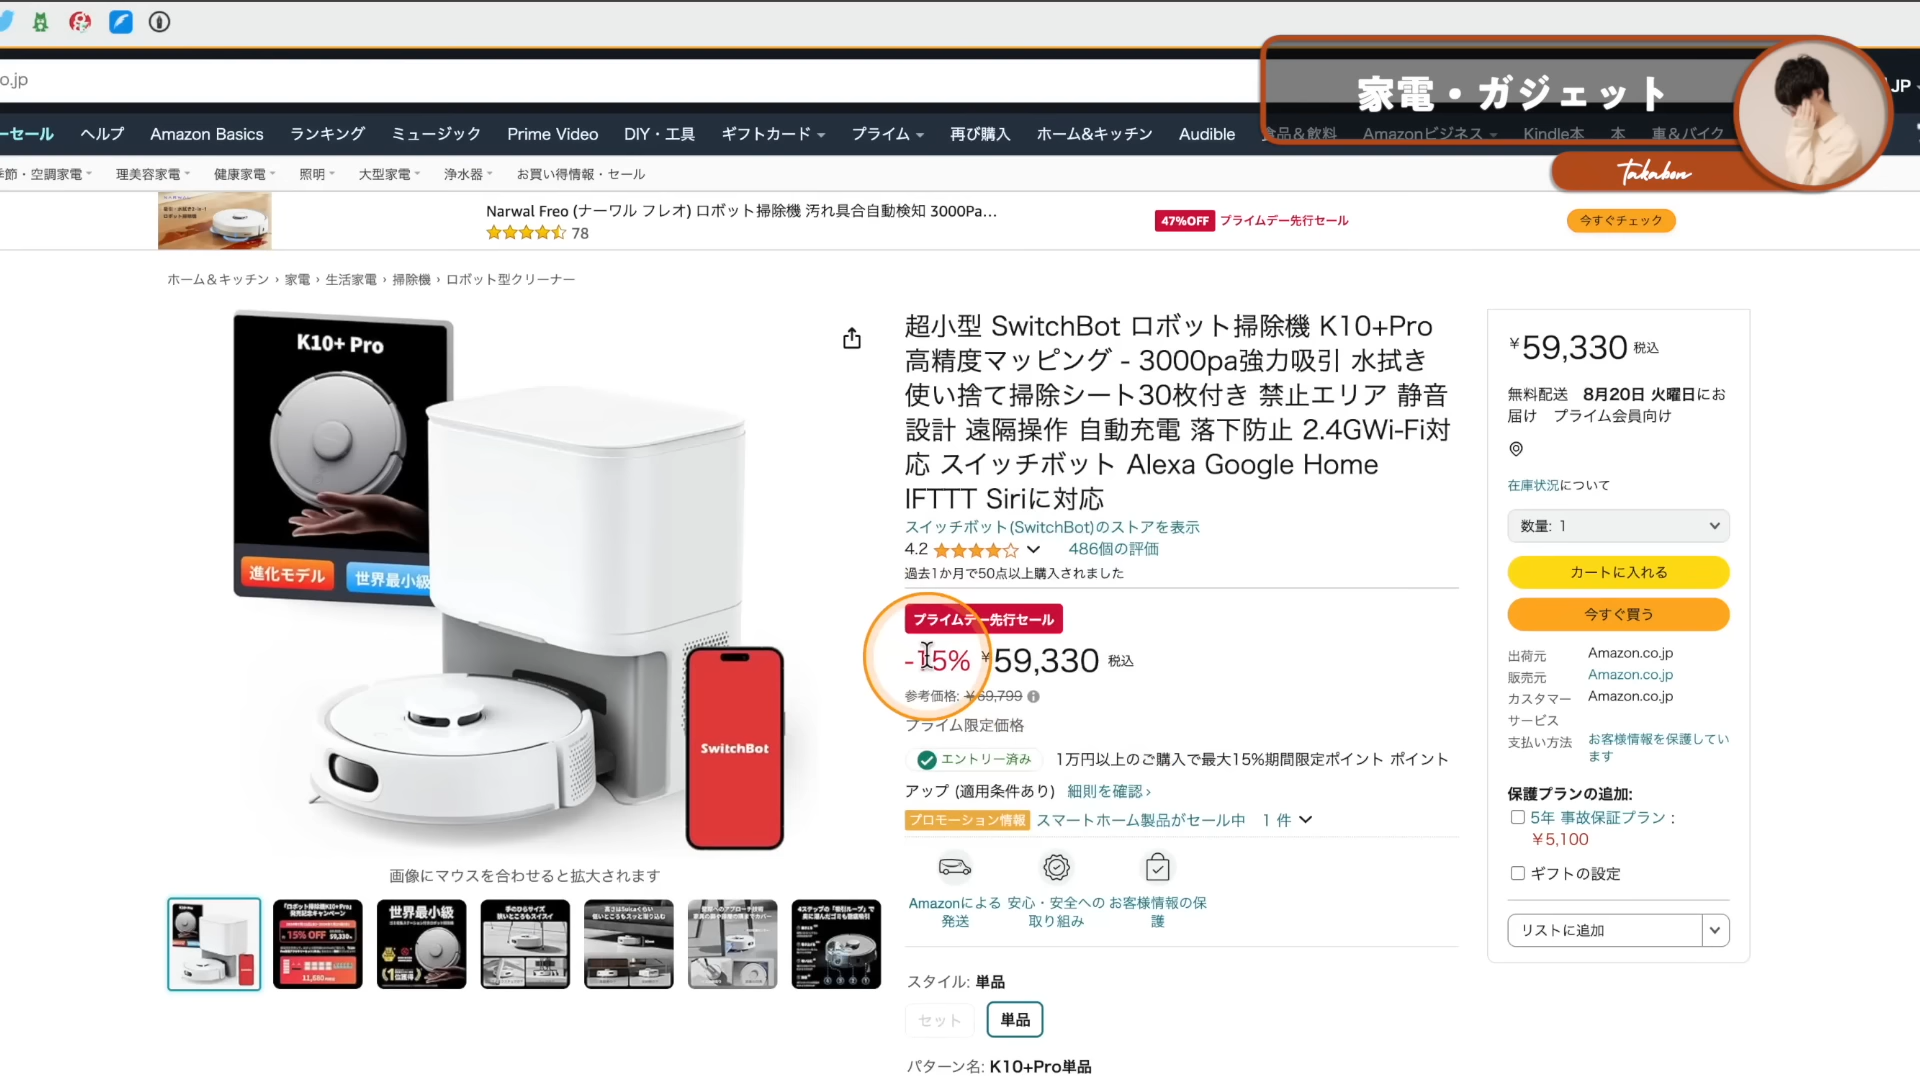 家電・ガジェット
Takabon
o.jp
JP
ーセール ヘルプ Amazon Basics ランキング ミュージック Prime Video DIY・工具 ギフトカード プライム 再び購入 ホーム&キッチン Audible 食品&飲料 Amazonビジネス Kindle本 本 車&バイク
節・空調家電 理美容家電 健康家電 照明 大型家電 浄水器 お買い得情報・セール
Narwal Freo (ナーワル フレオ) ロボット掃除機 汚れ具合自動検知 3000Pa…
78
47%OFF プライムデー先行セール
今すぐチェック
ホーム&キッチン › 家電 › 生活家電 › 掃除機 › ロボット型クリーナー
K10+ Pro
進化モデル
世界最小級
SwitchBot
画像にマウスを合わせると拡大されます
世界最小級
15%OFF
超小型 SwitchBot ロボット掃除機 K10+Pro
高精度マッピング - 3000pa強力吸引 水拭き
使い捨て掃除シート30枚付き 禁止エリア 静音
設計 遠隔操作 自動充電 落下防止 2.4GWi-Fi対
応 スイッチボット Alexa Google Home
IFTTT Siriに対応
スイッチボット(SwitchBot)のストアを表示
4.2 486個の評価
過去1か月で50点以上購入されました
プライムデー先行セール
-15% ¥59,330 税込
参考価格: ¥69,799
プライム限定価格
エントリー済み 1万円以上のご購入で最大15%期間限定ポイント ポイント
アップ (適用条件あり) 細則を確認 ›
プロモーション情報 スマートホーム製品がセール中 1 件
Amazonによる
発送
安心・安全への
取り組み
お客様情報の保
護
スタイル: 単品
セット 単品
パターン名: K10+Pro単品
¥59,330 税込
無料配送 8月20日 火曜日にお
届け プライム会員向け
在庫状況について
数量: 1
カートに入れる
今すぐ買う
出荷元 Amazon.co.jp
販売元 Amazon.co.jp
カスタマー Amazon.co.jp
サービス
支払い方法 お客様情報を保護してい
ます
保護プランの追加:
5年 事故保証プラン :
¥5,100
ギフトの設定
リストに追加